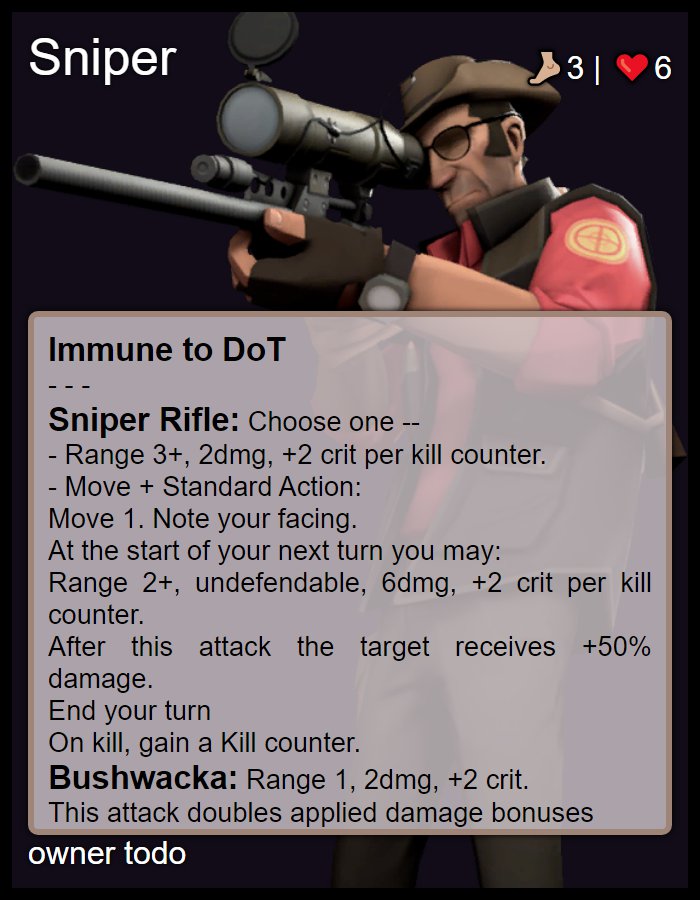 Sniper
🦶🏼3 | ❤️6
Immune to DoT
- - -
Sniper Rifle: Choose one --
- Range 3+, 2dmg, +2 crit per kill counter.
- Move + Standard Action:
Move 1. Note your facing.
At the start of your next turn you may:
Range 2+, undefendable, 6dmg, +2 crit per kill
counter.
After this attack the target receives +50%
damage.
End your turn
On kill, gain a Kill counter.
Bushwacka: Range 1, 2dmg, +2 crit.
This attack doubles applied damage bonuses
owner todo